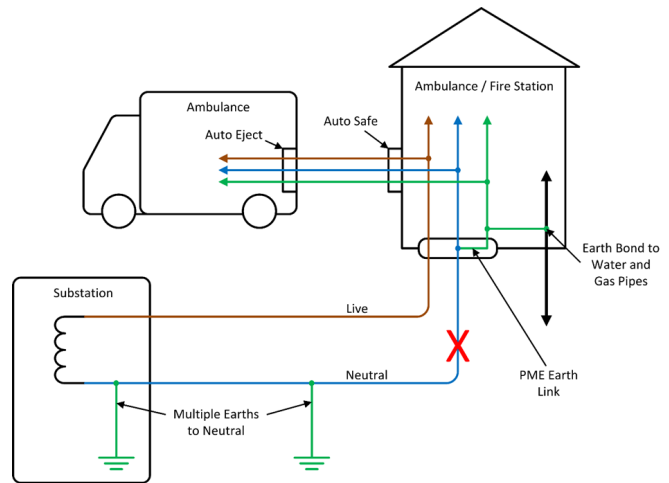 Ambulance / Fire Station
Ambulance
Auto Eject
Auto Safe
Earth Bond to
Water and
Gas Pipes
Substation
Live
X
Neutral
PME Earth
Link
Multiple Earths
to Neutral